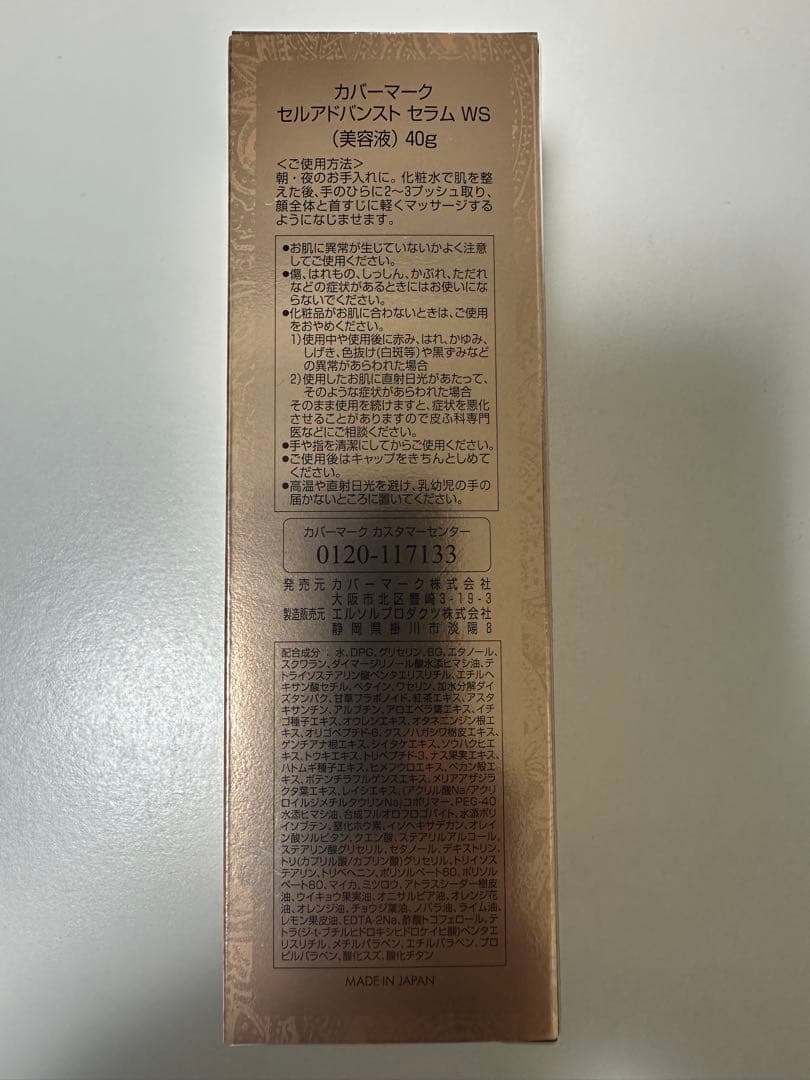 カバーマーク
セルアドバンスト セラム WS
（美容液）40g
＜ご使用方法＞
朝・夜のお手入れに。化粧水で肌を整
えた後、手のひらに2〜3プッシュ取り、
顔全体と首すじに軽くマッサージする
ようになじませます。
●お肌に異常が生じていないかよく注意
してご使用ください。
●傷、はれもの、しっしん、かぶれ、ただれ
などの症状があるときにはお使いにな
らないでください。
●化粧品がお肌に合わないときは、ご使用
をおやめください。
1)使用中や使用後に赤み、はれ、かゆみ、
しげき、色抜け(白斑等)や黒ずみなど
の異常があらわれた場合
2)使用したお肌に直射日光があたって、
そのような症状があらわれた場合
そのまま使用を続けますと、症状を悪化
させることがありますので皮ふ科専門
医などにご相談ください。
●手や指を清潔にしてからご使用ください。
●ご使用後はキャップをきちんとしめて
ください。
●高温や直射日光を避け、乳幼児の手の
届かないところに置いてください。
カバーマーク カスタマーセンター
0120-117133
発売元 カバーマーク株式会社
大阪市北区豊崎3-19-3
製造販売元 エルソルプロダクツ株式会社
静岡県掛川市淡陽8
配合成分：水、DPG、グリセリン、BG、エタノール、
スクワラン、ダイマージリノール酸水添ヒマシ油、テ
トライソステアリン酸ペンタエリスリチル、エチルヘ
キサン酸セチル、ベタイン、ワセリン、加水分解ダイ
ズタンパク、甘草フラボノイド、紅茶エキス、アスタ
キサンチン、アルブチン、アロエベラ葉エキス、イチ
ゴ種子エキス、オウレンエキス、オタネニンジン根エ
キス、オリゴペプチド-6、クスノハガシワ樹皮エキス、
ゲンチアナ根エキス、シイタケエキス、ソウハクヒエ
キス、トウキエキス、トリペプチド-3、ナス果実エキス、
ハトムギ種子エキス、ヒメフウロエキス、ペカン殻エ
キス、ポテンチラフルゲンスエキス、メリアアザジラ
クタ葉エキス、レイシエキス、(アクリル酸Na/アクリ
ロイルジメチルタウリンNa)コポリマー、PEG-40
水添ヒマシ油、合成フルオロフロゴパイト、水添ポリ
イソブテン、窒化ホウ素、イソヘキサデカン、オレイ
ン酸ソルビタン、クエン酸、ステアリルアルコール、
ステアリン酸グリセリル、セタノール、デキストリン、
トリ(カプリル酸/カプリン酸)グリセリル、トリイソス
テアリン、トリベヘニン、ポリソルベート60、ポリソル
ベート80、マイカ、ミツロウ、アトラスシーダー樹皮
油、ウイキョウ果実油、オニサルビア油、オレンジ花
油、オレンジ油、チョウジ葉油、ノバラ油、ライム油、
レモン果皮油、EDTA-2Na、酢酸トコフェロール、テ
トラ(ジ-t-ブチルヒドロキシヒドロケイヒ酸)ペンタエ
リスリチル、メチルパラベン、エチルパラベン、プロ
ピルパラベン、酸化スズ、酸化チタン
MADE IN JAPAN